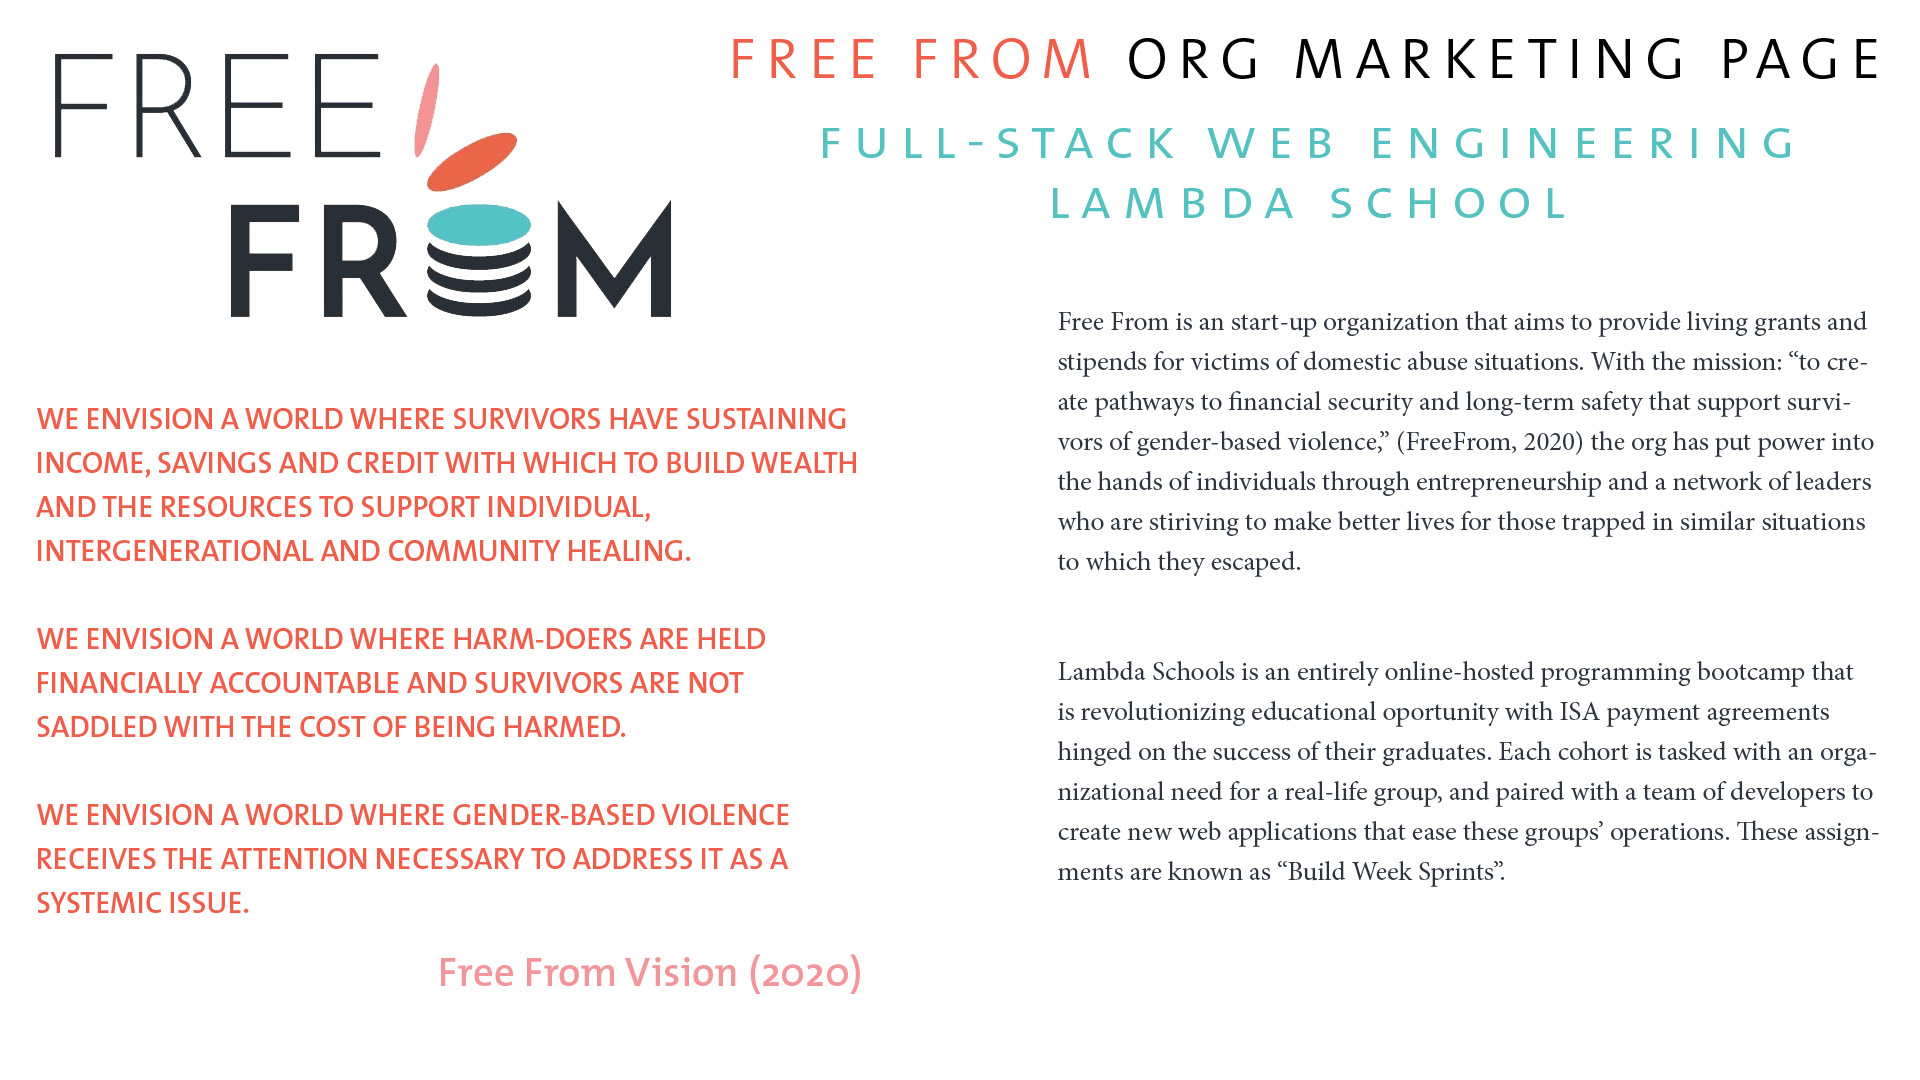 FREE
FROM
FREE FROM ORG MARKETING PAGE
FULL-STACK WEB ENGINEERING
LAMBDA SCHOOL
WE ENVISION A WORLD WHERE SURVIVORS HAVE SUSTAINING
INCOME, SAVINGS AND CREDIT WITH WHICH TO BUILD WEALTH
AND THE RESOURCES TO SUPPORT INDIVIDUAL,
INTERGENERATIONAL AND COMMUNITY HEALING.
WE ENVISION A WORLD WHERE HARM-DOERS ARE HELD
FINANCIALLY ACCOUNTABLE AND SURVIVORS ARE NOT
SADDLED WITH THE COST OF BEING HARMED.
WE ENVISION A WORLD WHERE GENDER-BASED VIOLENCE
RECEIVES THE ATTENTION NECESSARY TO ADDRESS IT AS A
SYSTEMIC ISSUE.
Free From Vision (2020)
Free From is an start-up organization that aims to provide living grants and
stipends for victims of domestic abuse situations. With the mission: “to cre-
ate pathways to financial security and long-term safety that support survi-
vors of gender-based violence,” (FreeFrom, 2020) the org has put power into
the hands of individuals through entrepreneurship and a network of leaders
who are stiriving to make better lives for those trapped in similar situations
to which they escaped.
Lambda Schools is an entirely online-hosted programming bootcamp that
is revolutionizing educational oportunity with ISA payment agreements
hinged on the success of their graduates. Each cohort is tasked with an orga-
nizational need for a real-life group, and paired with a team of developers to
create new web applications that ease these groups’ operations. These assign-
ments are known as “Build Week Sprints”.